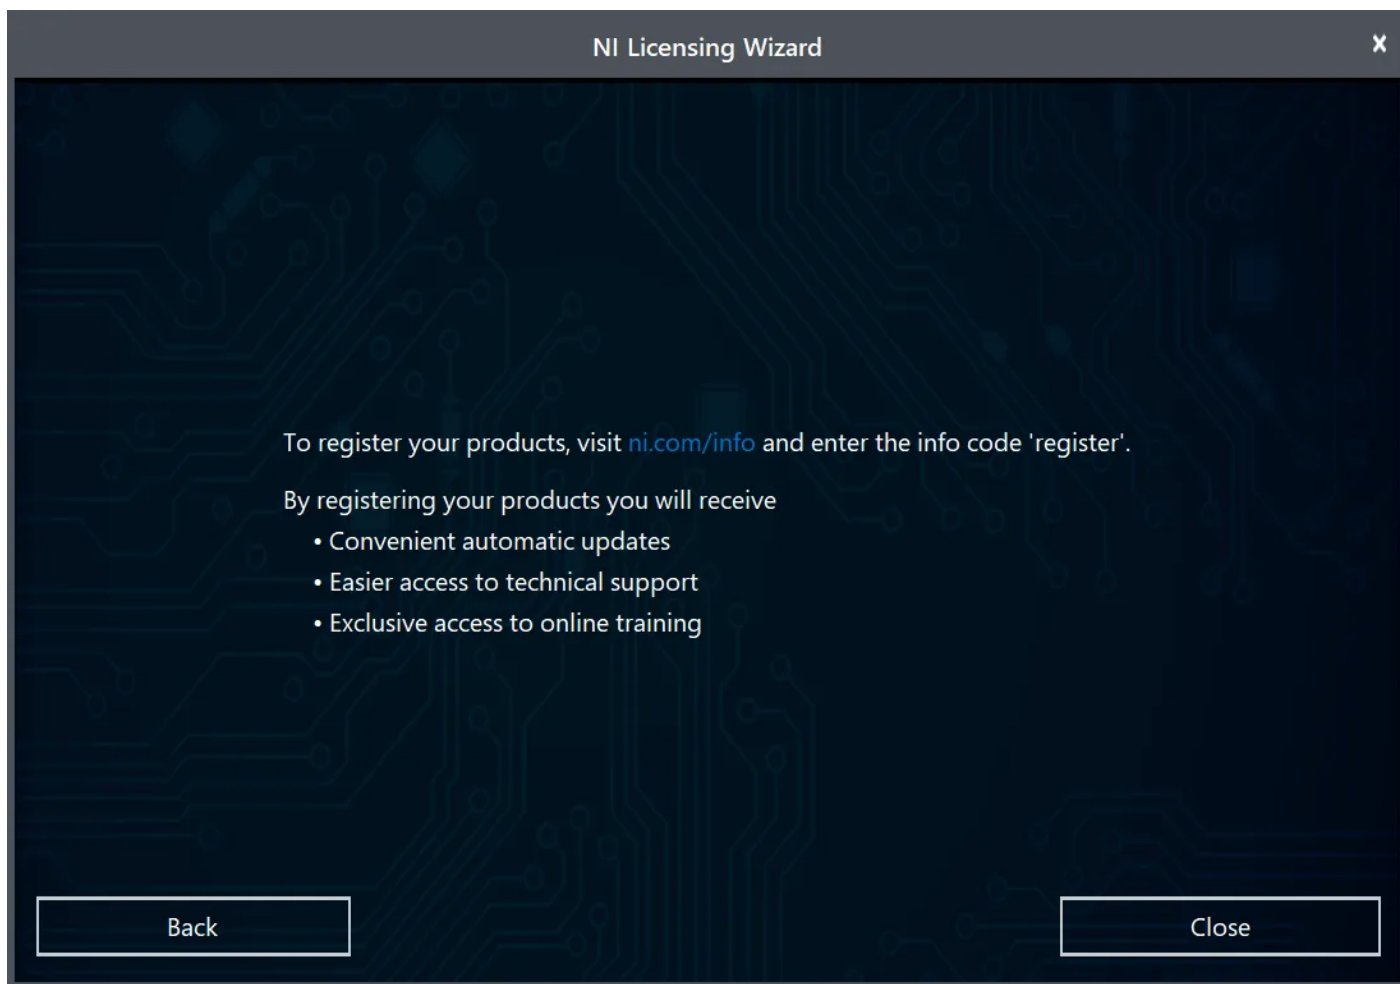 NI Licensing Wizard
x
To register your products, visit ni.com/info and enter the info code 'register'.
By registering your products you will receive
• Convenient automatic updates
• Easier access to technical support
• Exclusive access to online training
Back
Close